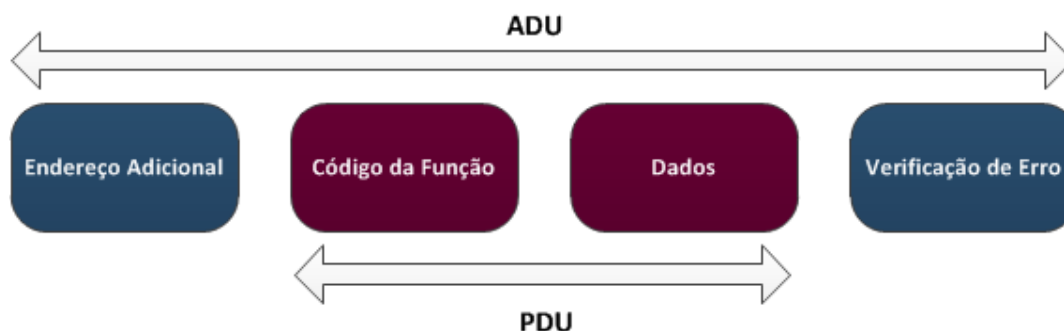 ADU
Endereço Adicional
Código da Função
Dados
Verificação de Erro
PDU